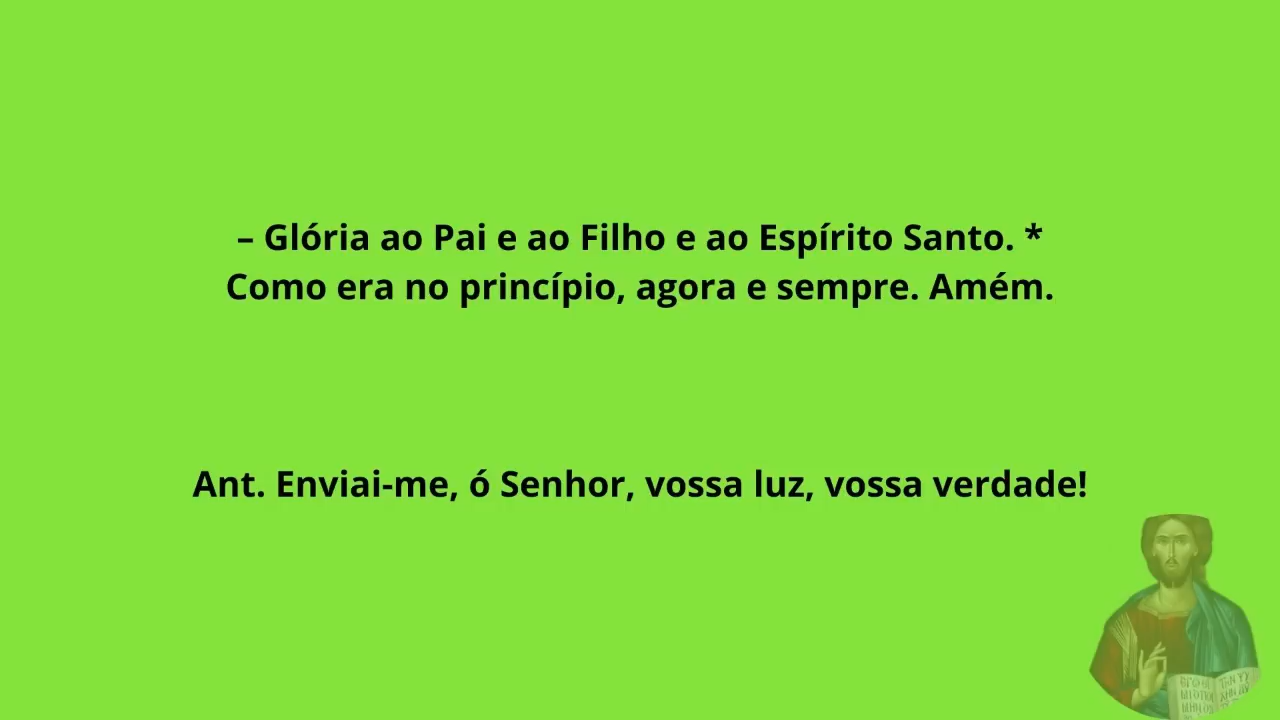 – Glória ao Pai e ao Filho e ao Espírito Santo. *
Como era no princípio, agora e sempre. Amém.
Ant. Enviai-me, ó Senhor, vossa luz, vossa verdade!